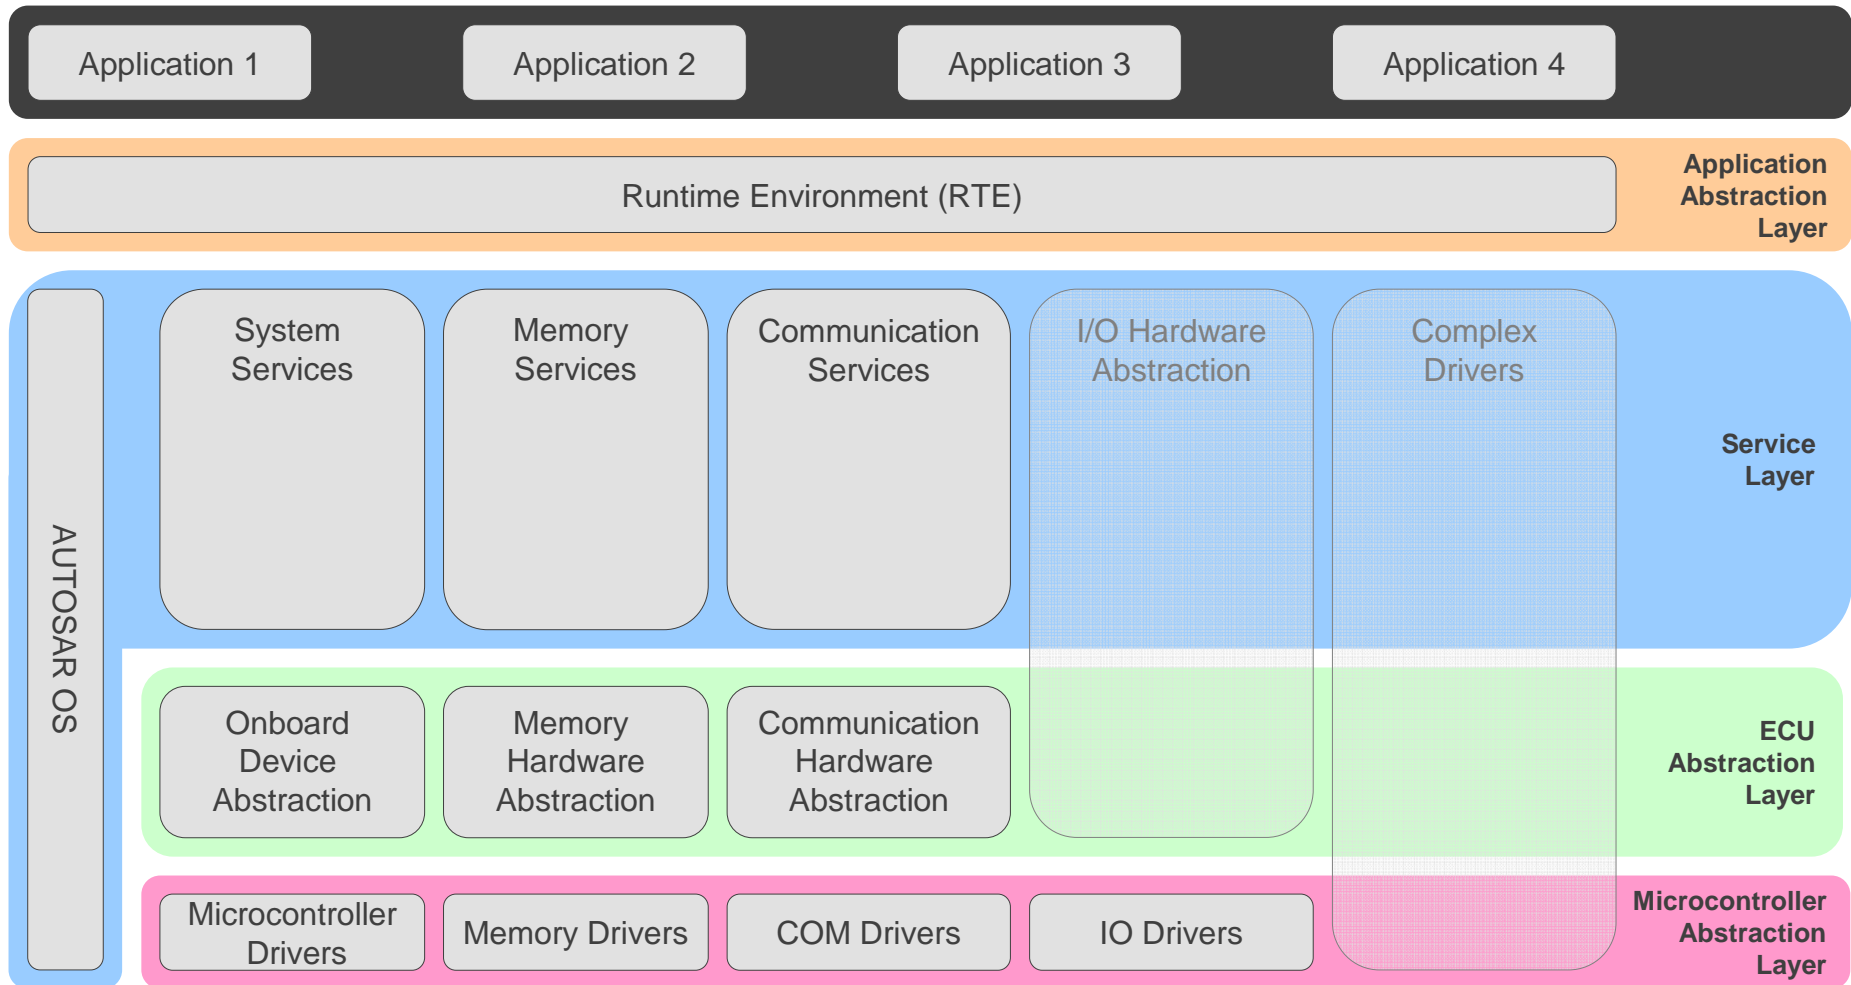 Application 1
Application 2
Application 3
Application 4
Runtime Environment (RTE)
Application
Abstraction
Layer
AUTOSAR OS
System
Services
Memory
Services
Communication
Services
I/O Hardware
Abstraction
Complex
Drivers
Service
Layer
Onboard
Device
Abstraction
Memory
Hardware
Abstraction
Communication
Hardware
Abstraction
ECU
Abstraction
Layer
Microcontroller
Drivers
Memory Drivers
COM Drivers
IO Drivers
Microcontroller
Abstraction
Layer